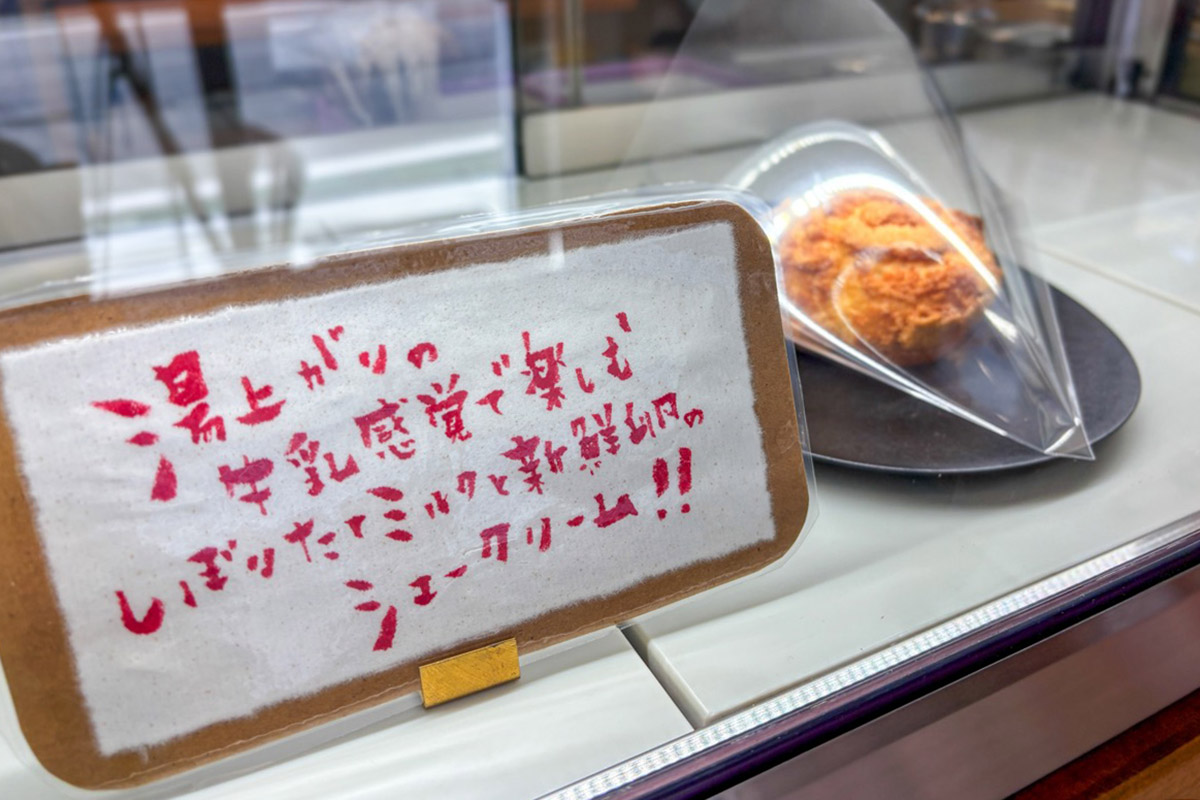 湯上がりの
牛乳感覚で楽しむ
しぼりたてミルクと新鮮卵の
シュークリーム!!